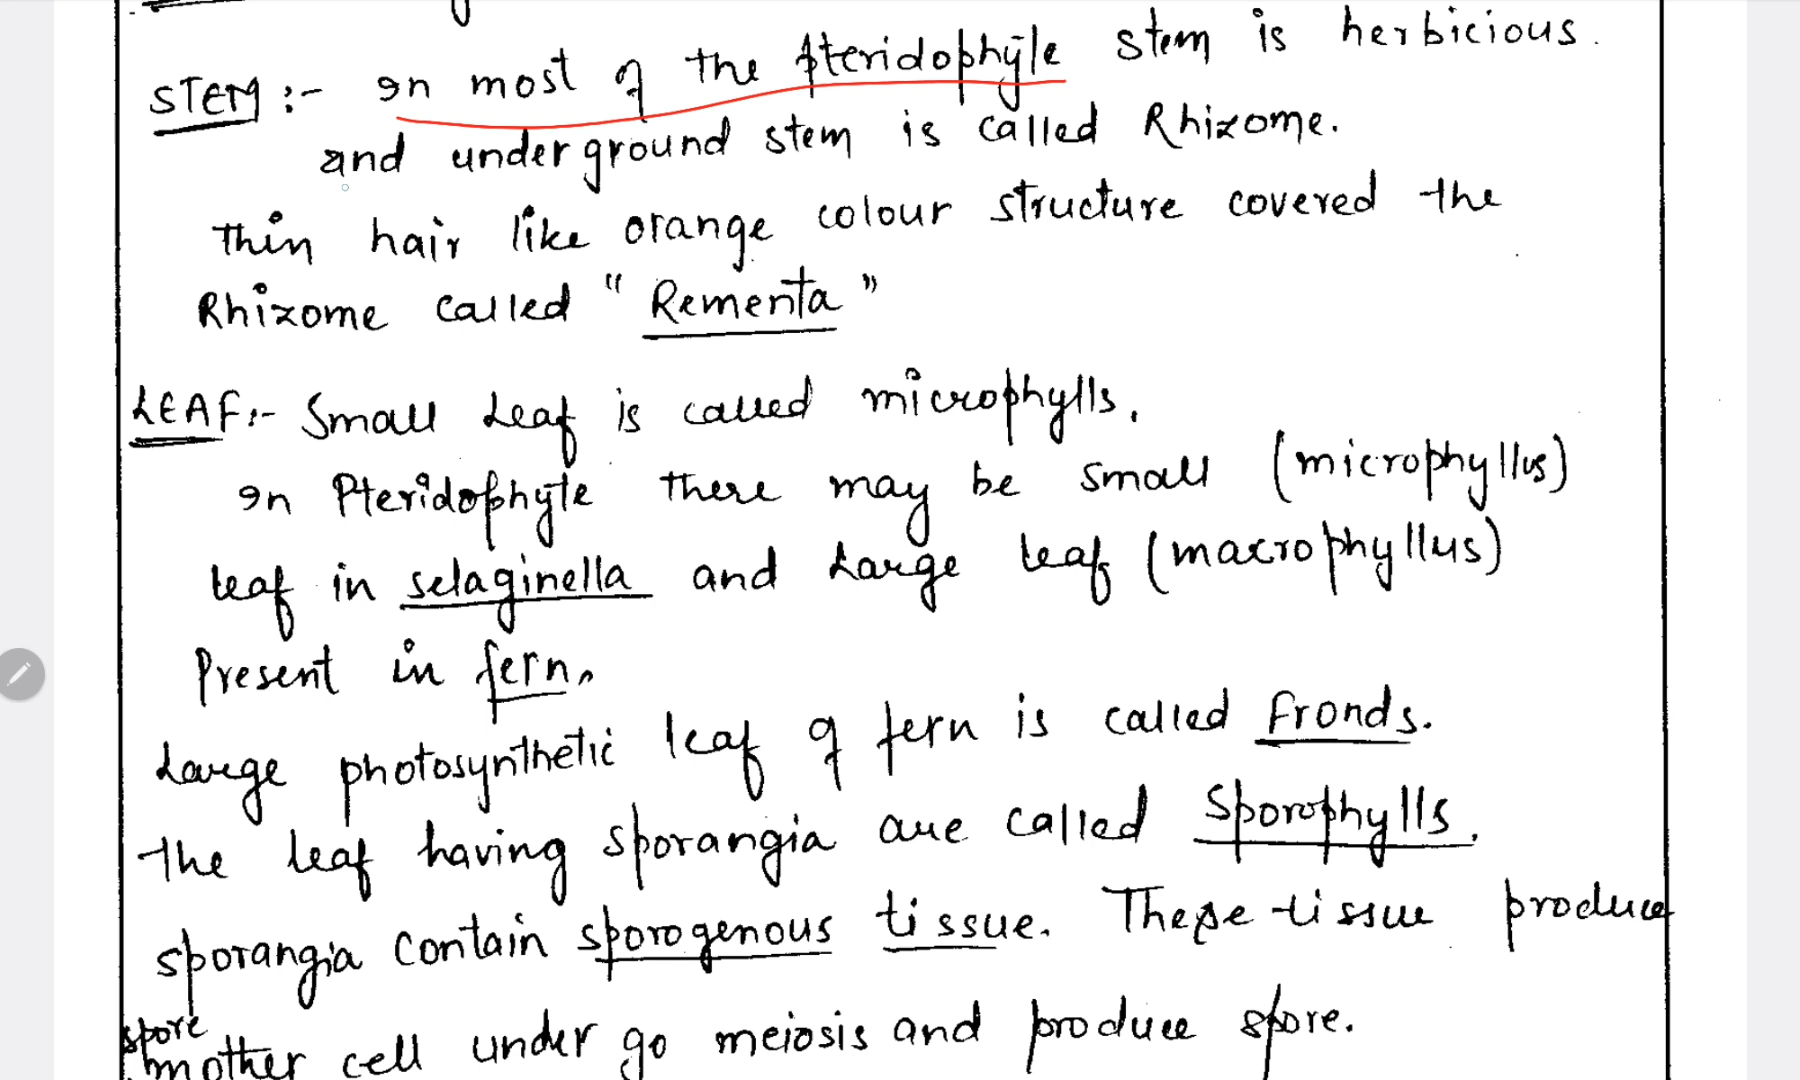 STEM :- In most of the Pteridophyte stem is herbicious.
and underground stem is called Rhizome.
Thin hair like orange colour structure covered the
Rhizome called "Rementa"
LEAF:- Small leaf is called microphylls.
In Pteridophyte there may be small (microphyllus)
leaf in selaginella and large leaf (macrophyllus)
Present in fern.
Large photosynthetic leaf of fern is called fronds.
The leaf having sporangia are called Sporophylls.
sporangia contain sporogenous tissue. These tissue produce
spore
mother cell under go meiosis and produce spore.